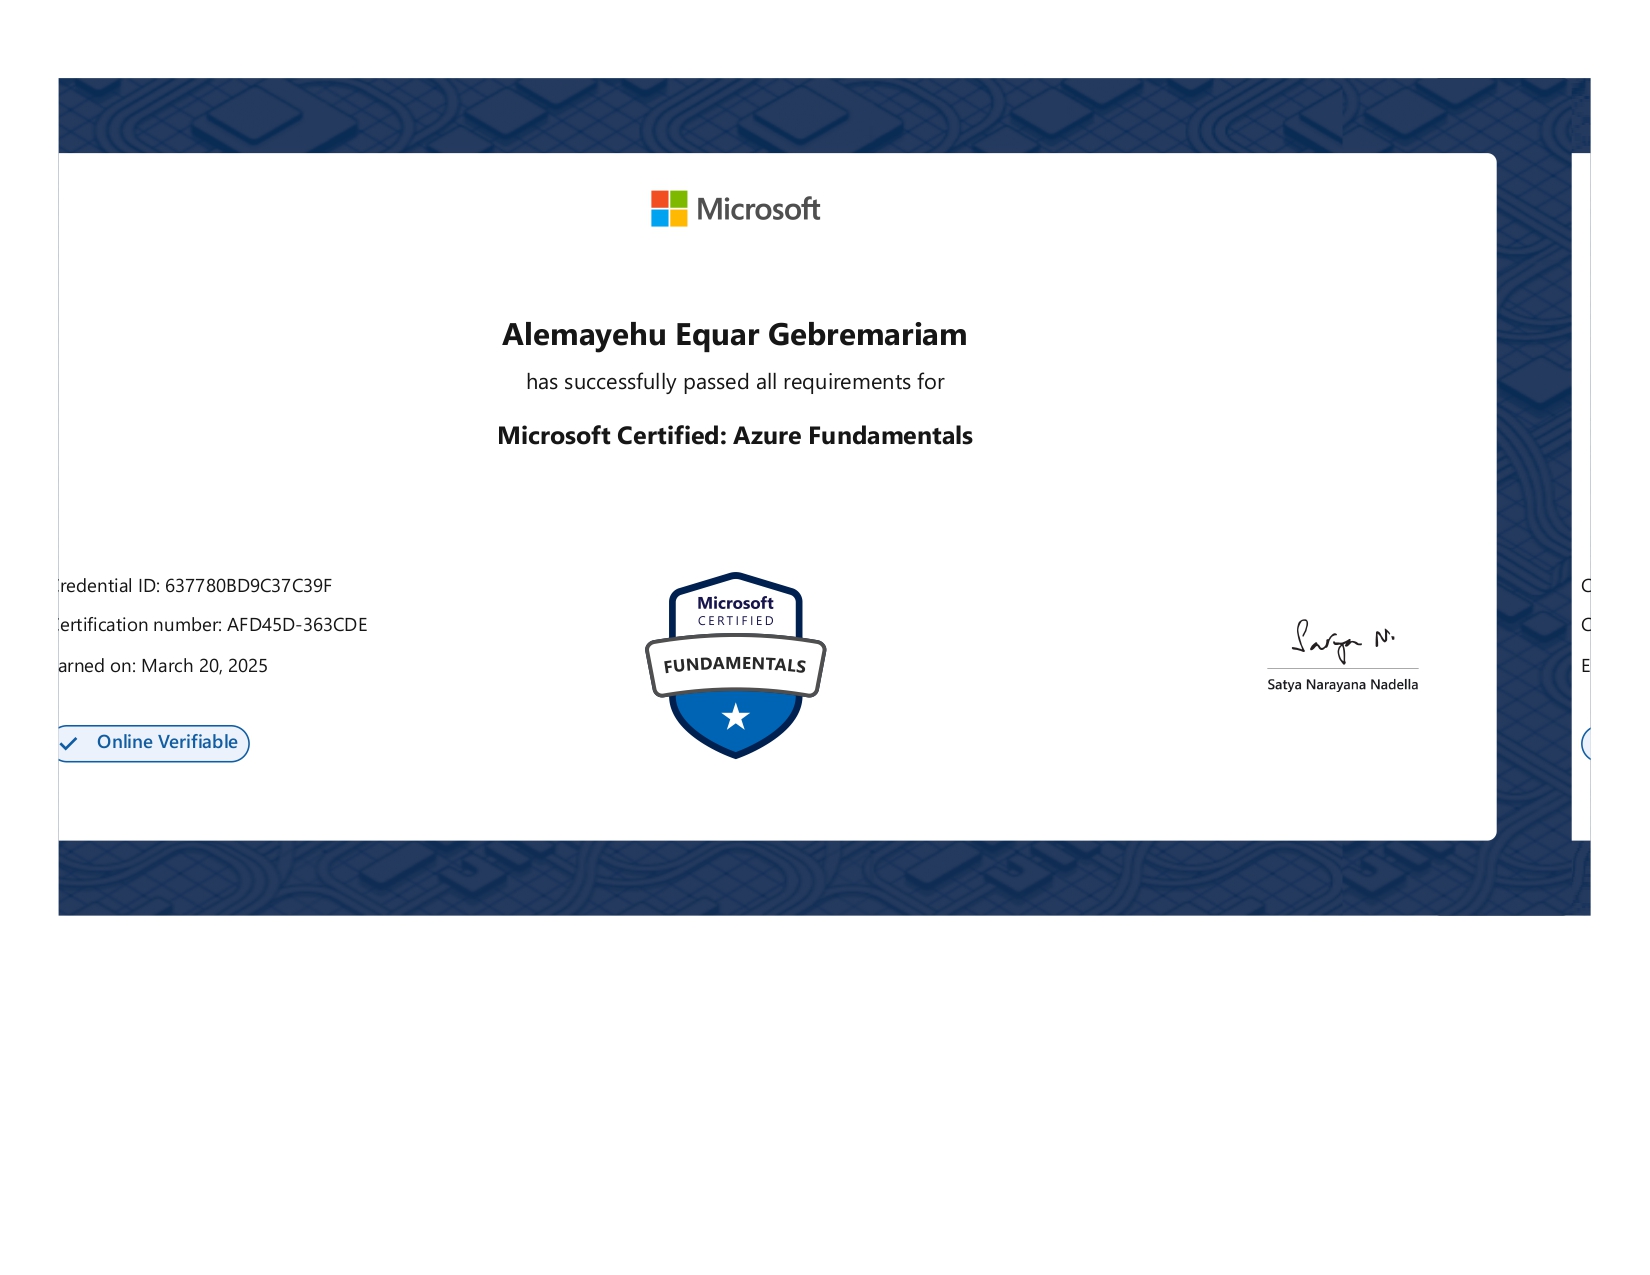 Microsoft
Alemayehu Equar Gebremariam
has successfully passed all requirements for
Microsoft Certified: Azure Fundamentals
redential ID: 637780BD9C37C39F
ertification number: AFD45D-363CDE
arned on: March 20, 2025
Online Verifiable
Microsoft
CERTIFIED
FUNDAMENTALS
Satya N.
Satya Narayana Nadella
C
C
E